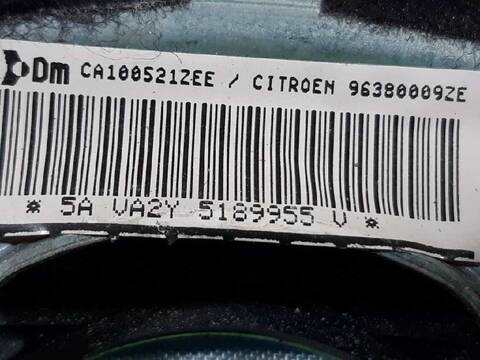 Dm CA100521ZEE / CITROEN 96380009ZE
* 5A VA2Y 5189955 V *